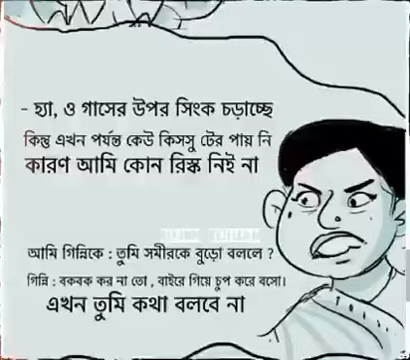 - হ্যা, ও গাসের উপর সিংক চড়াচ্ছে
কিন্তু এখন পর্যন্ত কেউ কিসসু টের পায় নি
কারণ আমি কোন রিস্ক নিই না
আমি গিন্নিকে : তুমি সমীরকে বুড়ো বললে ?
গিন্নি : বকবক কর না তো , বাইরে গিয়ে চুপ করে বসো।
এখন তুমি কথা বলবে না